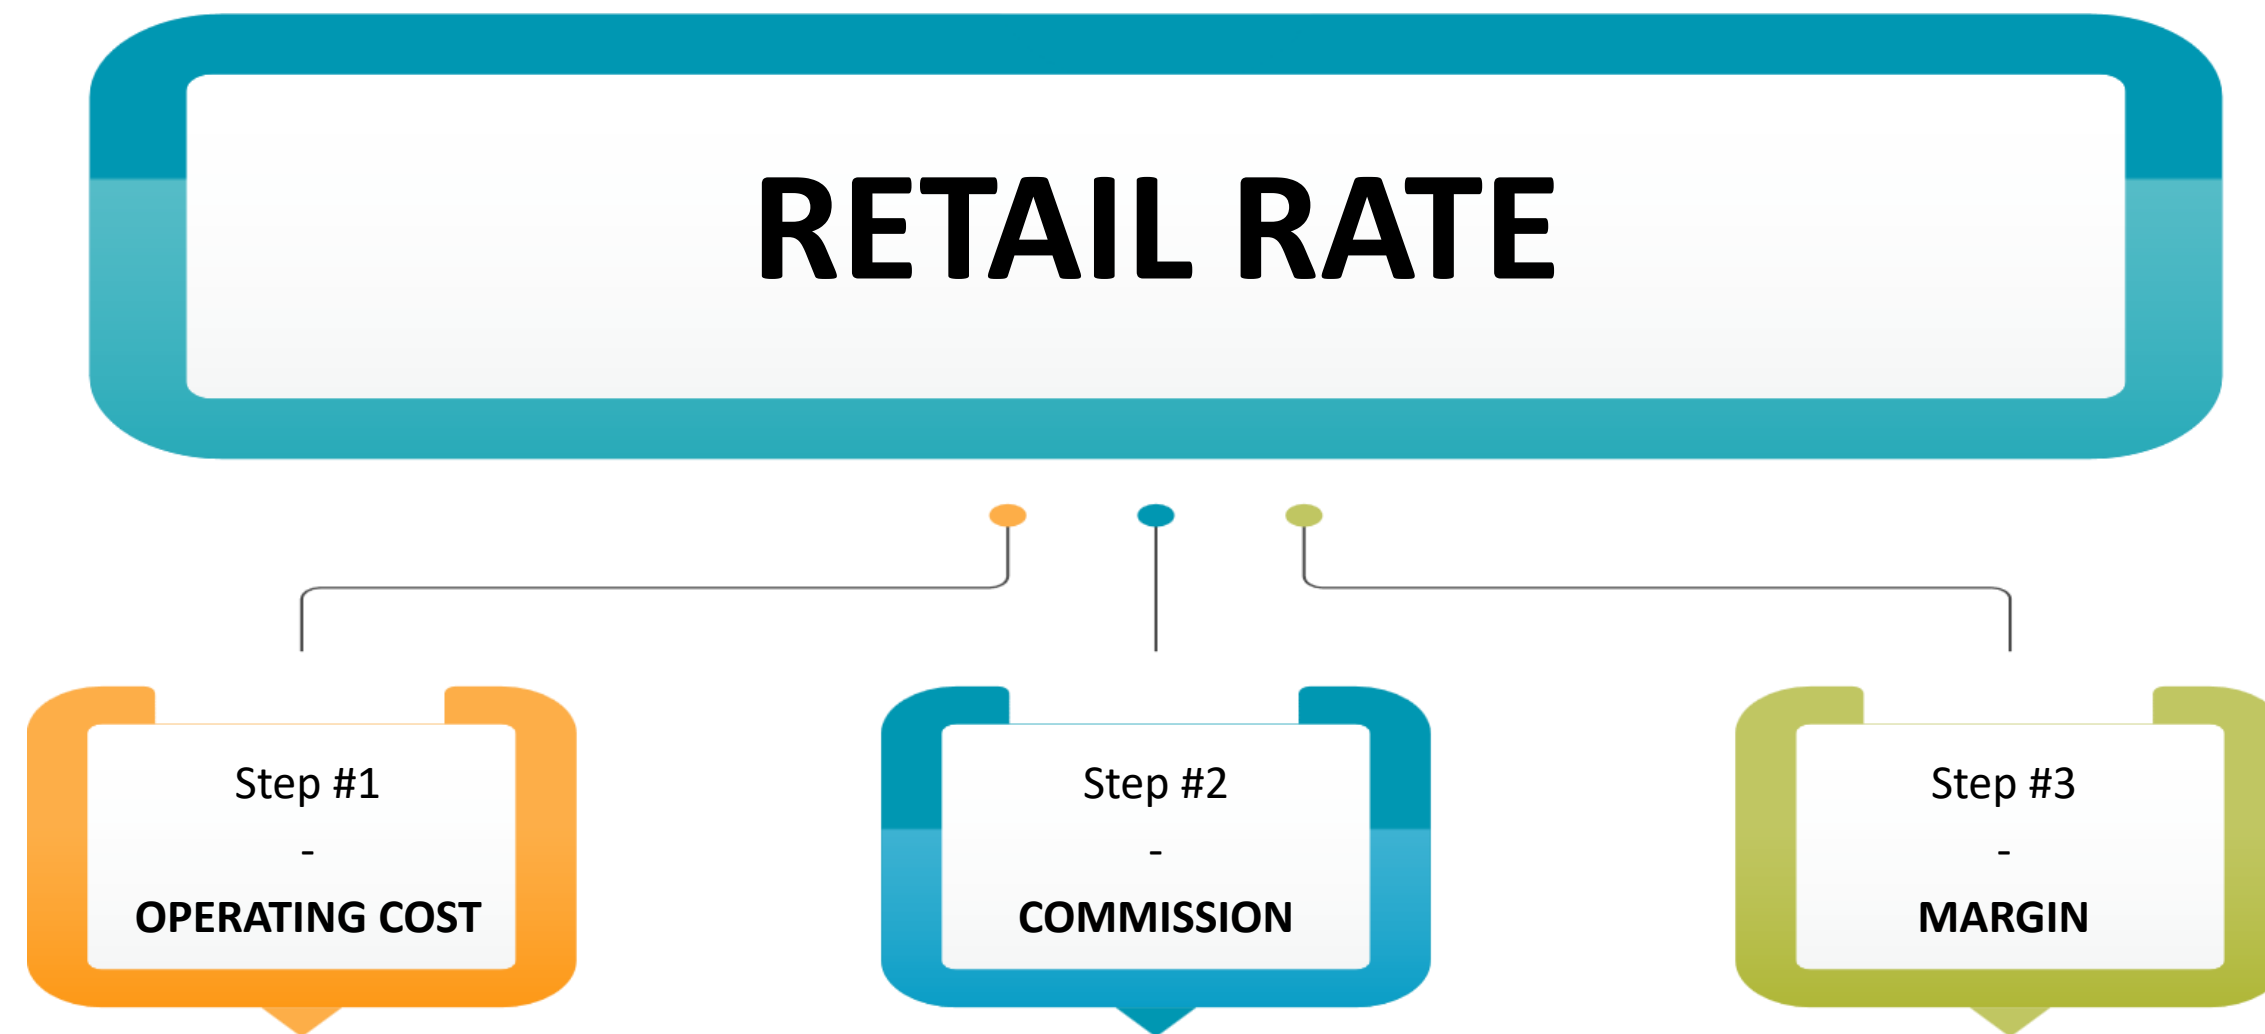 RETAIL RATE
Step #1
-
OPERATING COST
Step #2
-
COMMISSION
Step #3
-
MARGIN